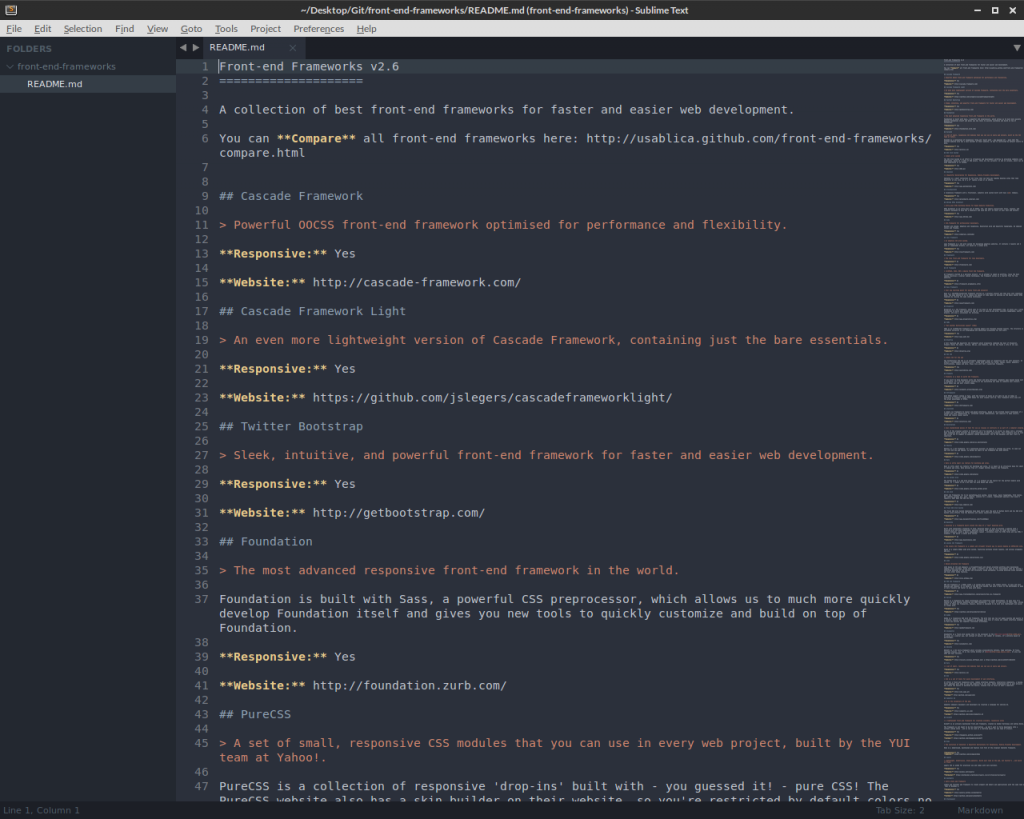 ~/Desktop/Git/front-end-frameworks/README.md (front-end-frameworks) - Sublime Text
File Edit Selection Find View Goto Tools Project Preferences Help
FOLDERS
front-end-frameworks
README.md
README.md
1 Front-end Frameworks v2.6
2 ====================
3
4 A collection of best front-end frameworks for faster and easier web development.
5
6 You can **Compare** all front-end frameworks here: http://usablica.github.com/front-end-frameworks/
compare.html
7
8
9 ## Cascade Framework
10
11 > Powerful OOCSS front-end framework optimised for performance and flexibility.
12
13 **Responsive:** Yes
14
15 **Website:** http://cascade-framework.com/
16
17 ## Cascade Framework Light
18
19 > An even more lightweight version of Cascade Framework, containing just the bare essentials.
20
21 **Responsive:** Yes
22
23 **Website:** https://github.com/jslegers/cascadeframeworklight/
24
25 ## Twitter Bootstrap
26
27 > Sleek, intuitive, and powerful front-end framework for faster and easier web development.
28
29 **Responsive:** Yes
30
31 **Website:** http://getbootstrap.com/
32
33 ## Foundation
34
35 > The most advanced responsive front-end framework in the world.
36
37 Foundation is built with Sass, a powerful CSS preprocessor, which allows us to much more quickly
develop Foundation itself and gives you new tools to quickly customize and build on top of
Foundation.
38
39 **Responsive:** Yes
40
41 **Website:** http://foundation.zurb.com/
42
43 ## PureCSS
44
45 > A set of small, responsive CSS modules that you can use in every web project, built by the YUI
team at Yahoo!.
46
47 PureCSS is a collection of responsive 'drop-ins' built with - you guessed it! - pure CSS! The
PureCSS website also has a skin builder on their website, so you're restricted by default colors no
Line 1, Column 1
Tab Size: 2
Markdown